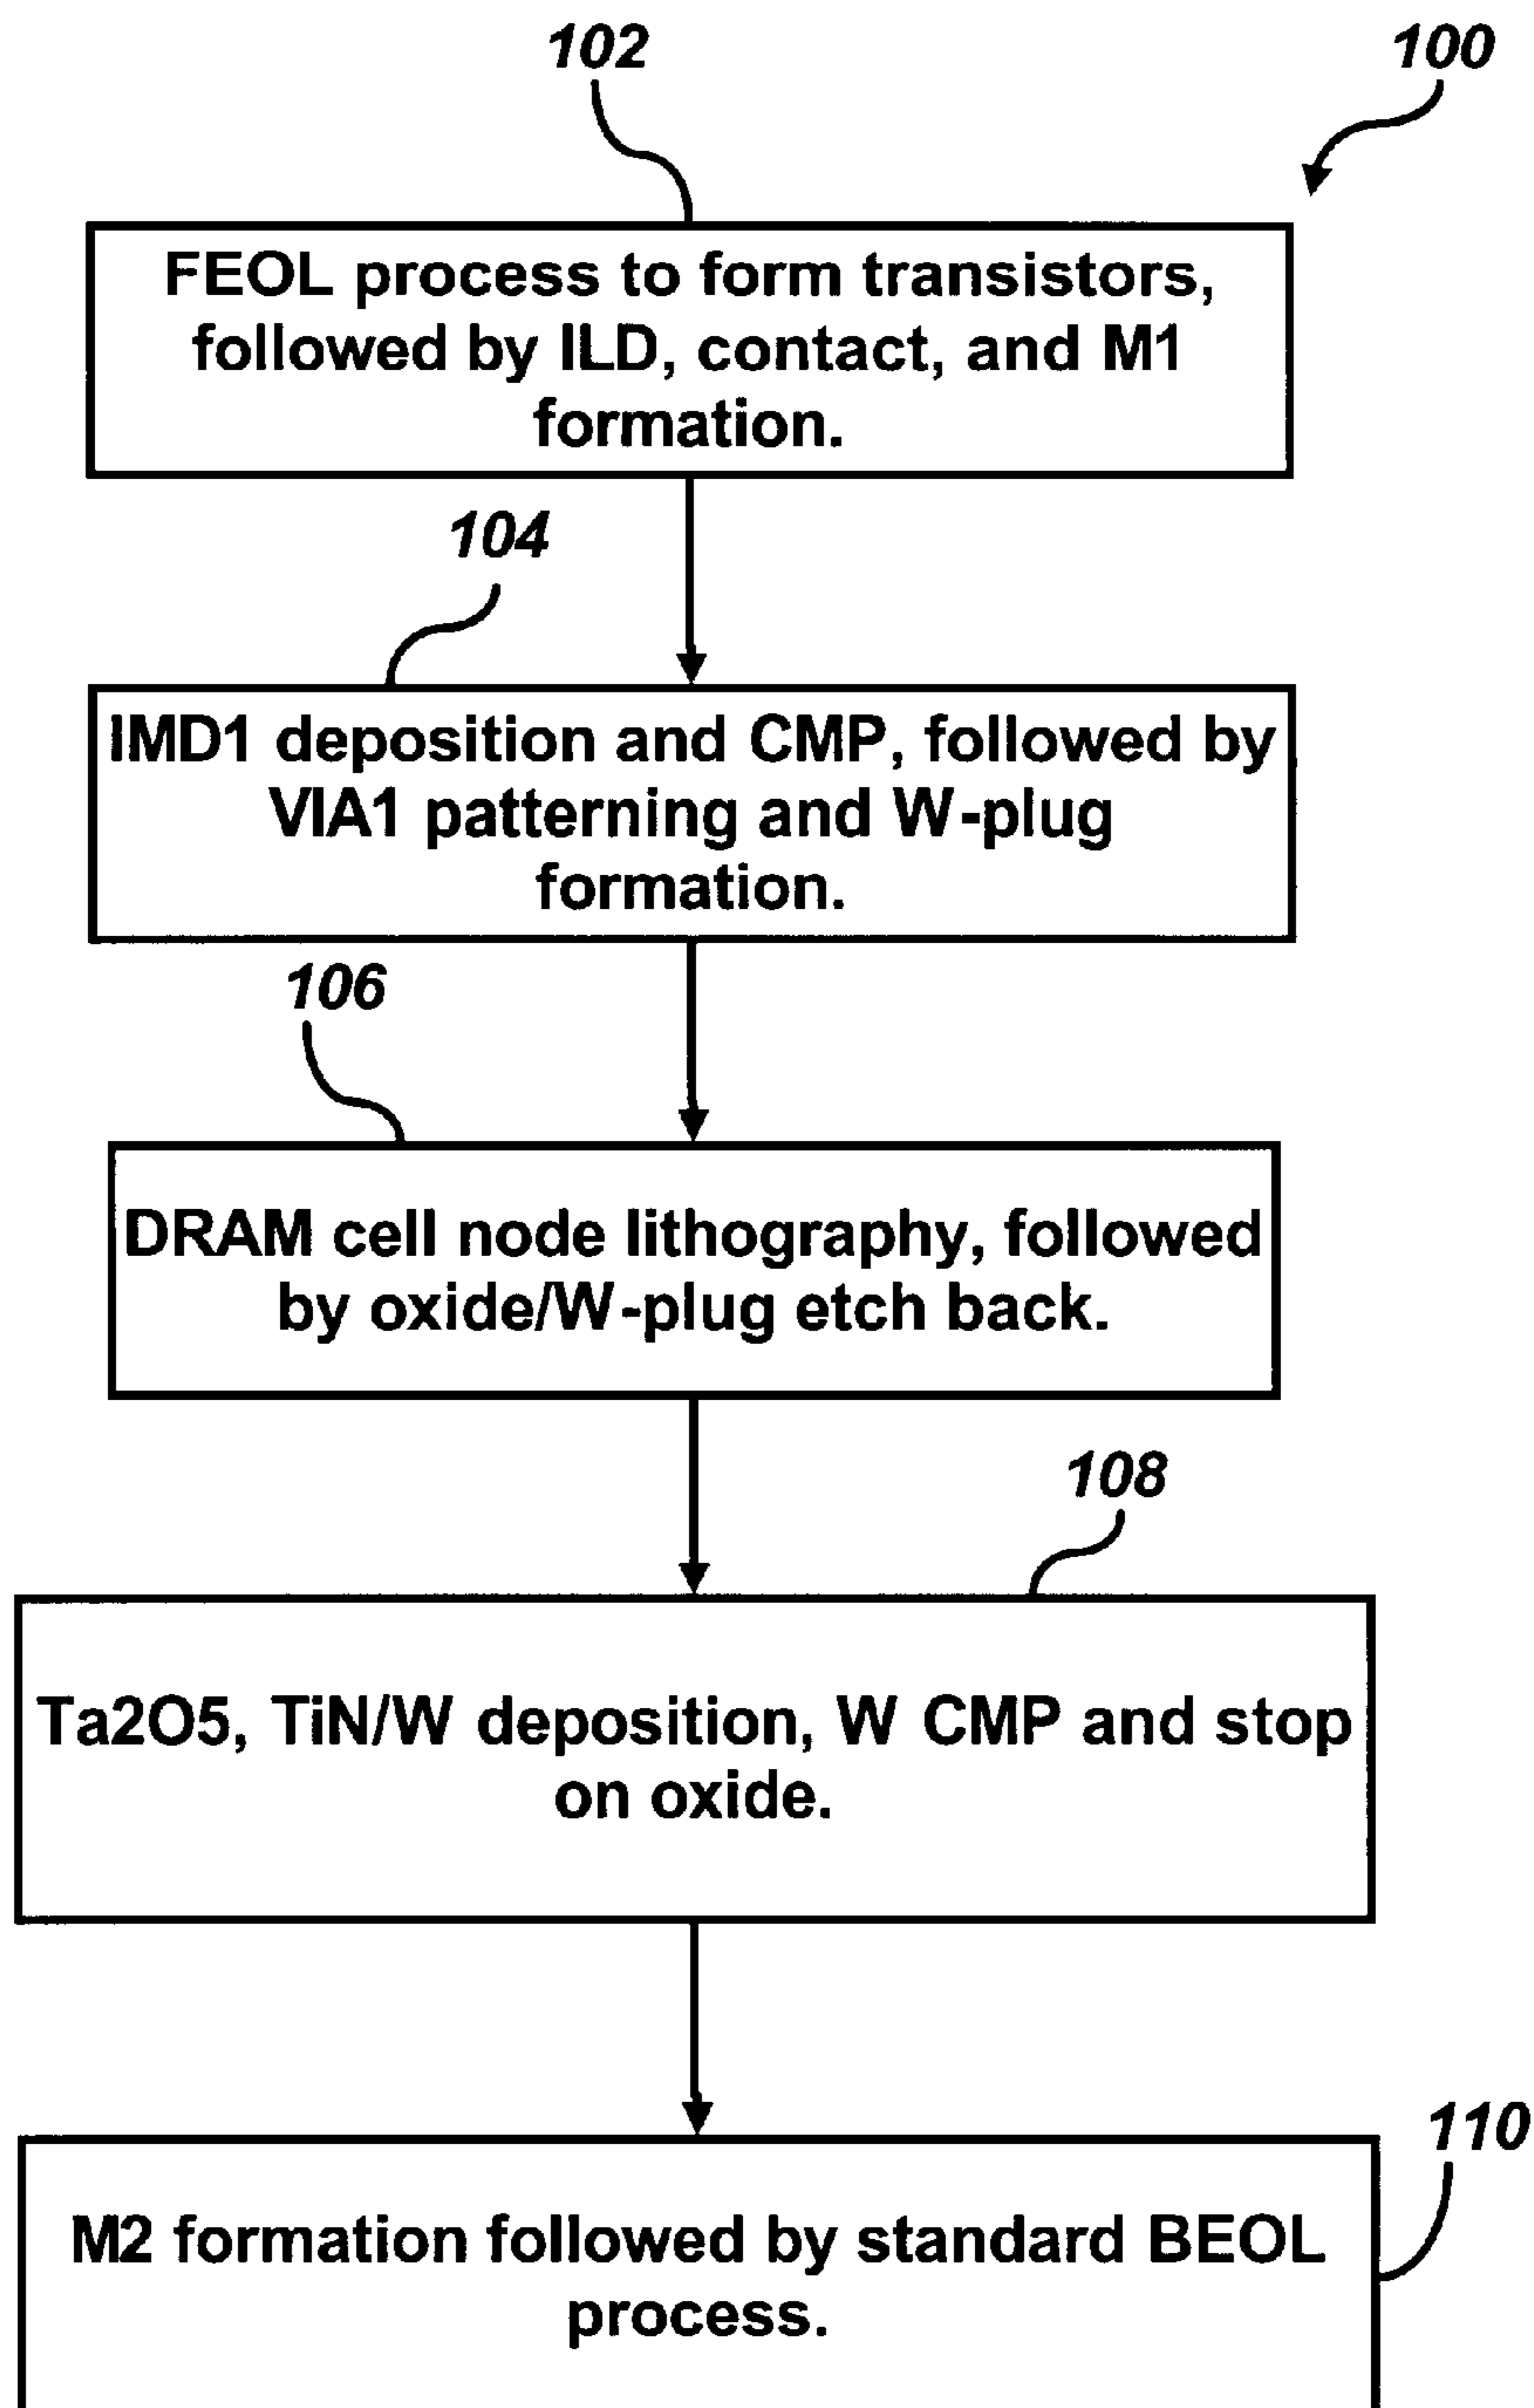 102
100
FEOL process to form transistors,
followed by ILD, contact, and M1
formation.
104
IMD1 deposition and CMP, followed by
VIA1 patterning and W-plug
formation.
106
DRAM cell node lithography, followed
by oxide/W-plug etch back.
108
Ta2O5, TiN/W deposition, W CMP and stop
on oxide.
110
M2 formation followed by standard BEOL
process.